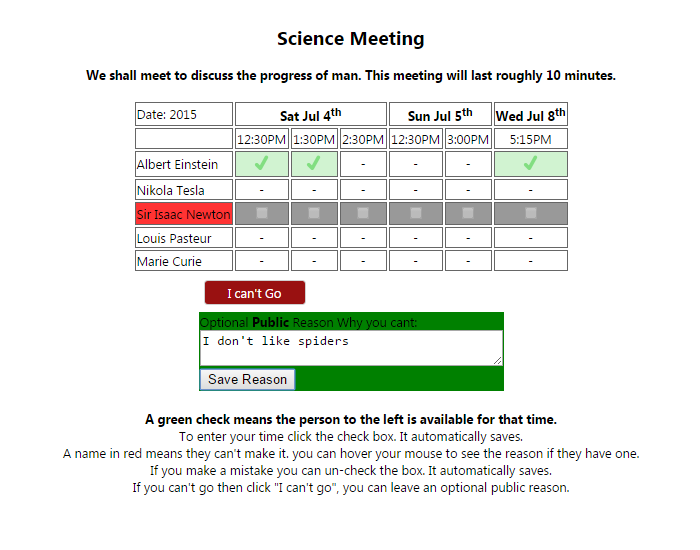 Science Meeting
We shall meet to discuss the progress of man. This meeting will last roughly 10 minutes.
Date: 2015 Sat Jul 4th Sun Jul 5th Wed Jul 8th
12:30PM 1:30PM 2:30PM 12:30PM 3:00PM 5:15PM
Albert Einstein - - -
Nikola Tesla - - - - - -
Sir Isaac Newton
Louis Pasteur - - - - - -
Marie Curie - - - - - -
I can't Go
Optional Public Reason Why you cant:
I don't like spiders
Save Reason
A green check means the person to the left is available for that time.
To enter your time click the check box. It automatically saves.
A name in red means they can't make it. you can hover your mouse to see the reason if they have one.
If you make a mistake you can un-check the box. It automatically saves.
If you can't go then click "I can't go", you can leave an optional public reason.